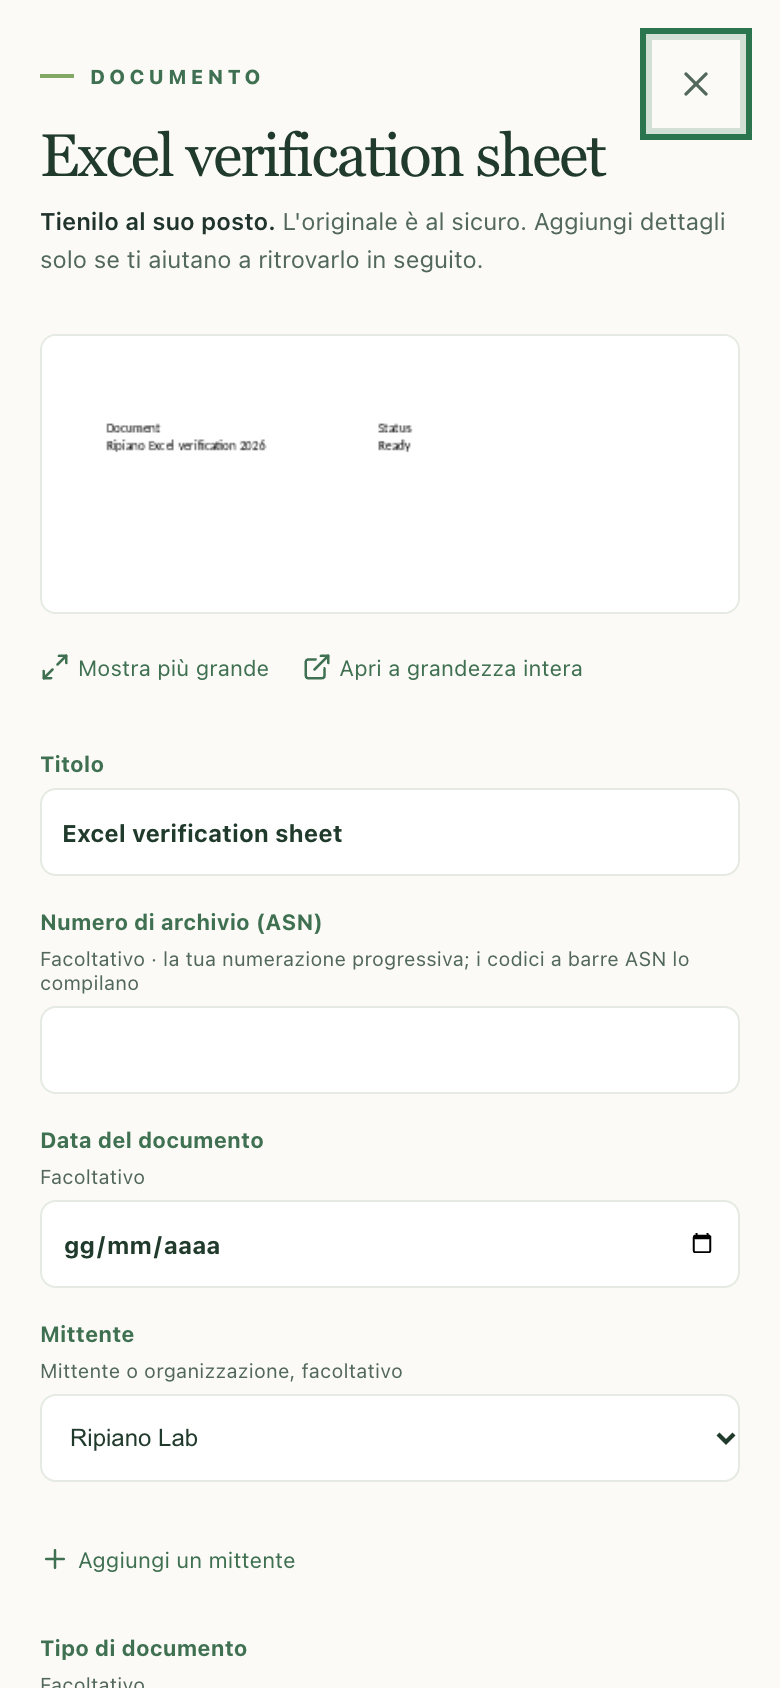 DOCUMENTO
Excel verification sheet
Tienilo al suo posto. L'originale è al sicuro. Aggiungi dettagli
solo se ti aiutano a ritrovarlo in seguito.
Document Status
Ripiano Excel verification 2026 Ready
Mostra più grande Apri a grandezza intera
Titolo
Excel verification sheet
Numero di archivio (ASN)
Facoltativo · la tua numerazione progressiva; i codici a barre ASN lo
compilano
Data del documento
Facoltativo
gg/mm/aaaa
Mittente
Mittente o organizzazione, facoltativo
Ripiano Lab
Aggiungi un mittente
Tipo di documento
Facoltativo